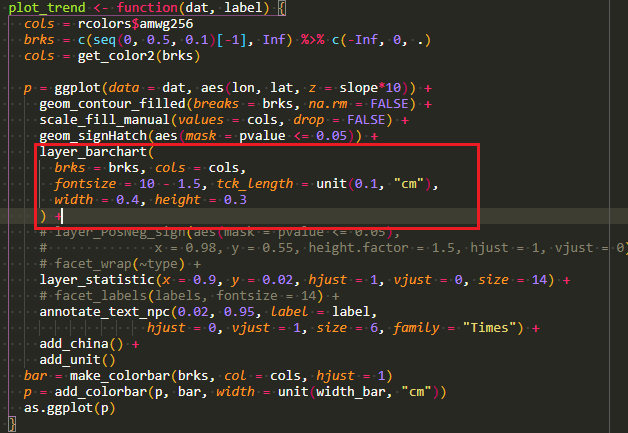 plot_trend <- function(dat, label) {
cols = rcolors$amwg256
brks = c(seq(0, 0.5, 0.1)[-1], Inf) %>% c(-Inf, 0, .)
cols = get_color2(brks)
p = ggplot(data = dat, aes(lon, lat, z = slope*10)) +
geom_contour_filled(breaks = brks, na.rm = FALSE) +
scale_fill_manual(values = cols, drop = FALSE) +
geom_signHatch(aes(mask = pvalue <= 0.05)) +
layer_barchart(
brks = brks, cols = cols,
fontsize = 10 - 1.5, tck_length = unit(0.1, "cm"),
width = 0.4, height = 0.3
) +
# layer_PosNeg_sign(aes(mask = pvalue <= 0.05),
# x = 0.98, y = 0.55, height.factor = 1.5, hjust = 1, vjust = 0)
# facet_wrap(~type) +
layer_statistic(x = 0.9, y = 0.02, hjust = 1, vjust = 0, size = 14) +
# facet_labels(labels, fontsize = 14) +
annotate_text_npc(0.02, 0.95, label = label,
hjust = 0, vjust = 1, size = 6, family = "Times") +
add_china() +
add_unit()
bar = make_colorbar(brks, col = cols, hjust = 1)
p = add_colorbar(p, bar, width = unit(width_bar, "cm"))
as.ggplot(p)
}